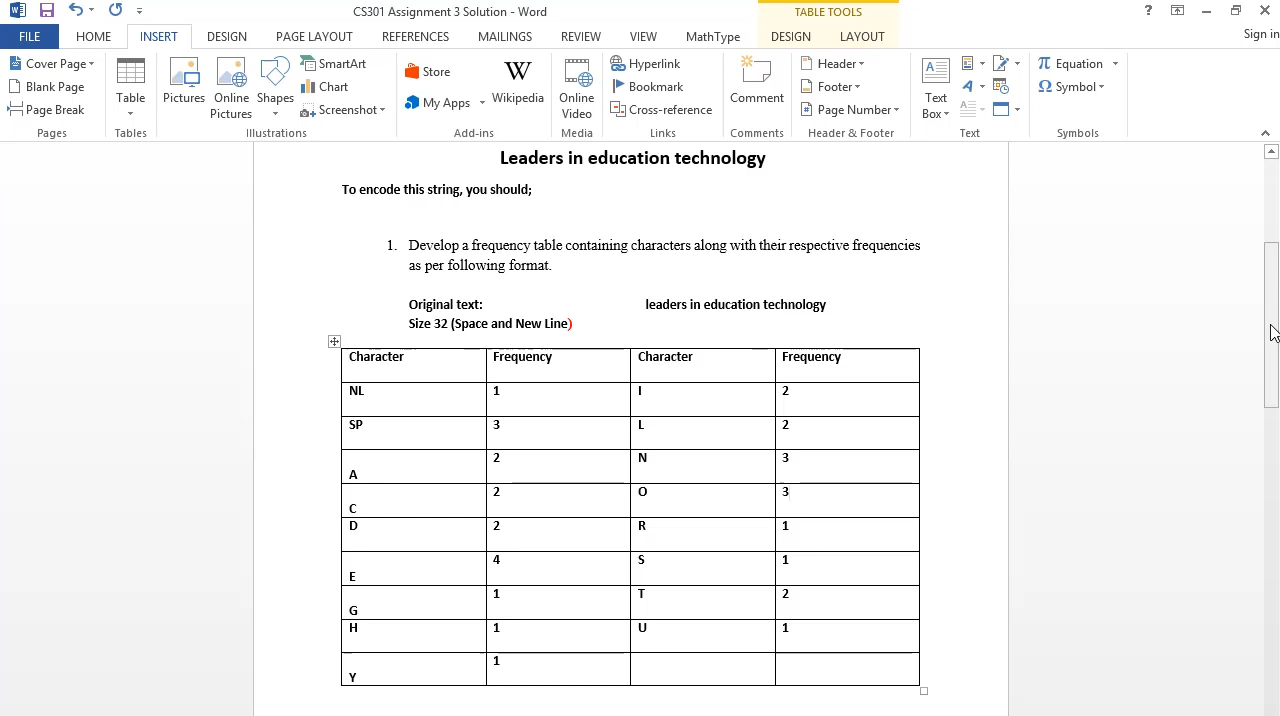 CS301 Assignment 3 Solution - Word
TABLE TOOLS
?
FILE HOME INSERT DESIGN PAGE LAYOUT REFERENCES MAILINGS REVIEW VIEW MathType DESIGN LAYOUT Sign in
Cover Page
Blank Page
Page Break
Pages
Table
Tables
Pictures
Online Pictures
Shapes
SmartArt
Chart
Screenshot
Illustrations
Store
My Apps
W
Wikipedia
Add-ins
Online Video
Media
Hyperlink
Bookmark
Cross-reference
Links
Comment
Comments
Header
Footer
Page Number
Header & Footer
A
Text Box
Text
π Equation
Ω Symbol
Symbols
Leaders in education technology
To encode this string, you should;
1. Develop a frequency table containing characters along with their respective frequencies
as per following format.
Original text: leaders in education technology
Size 32 (Space and New Line)
Character Frequency Character Frequency
NL 1 I 2
SP 3 L 2
A 2 N 3
C 2 O 3
D 2 R 1
E 4 S 1
G 1 T 2
H 1 U 1
Y 1